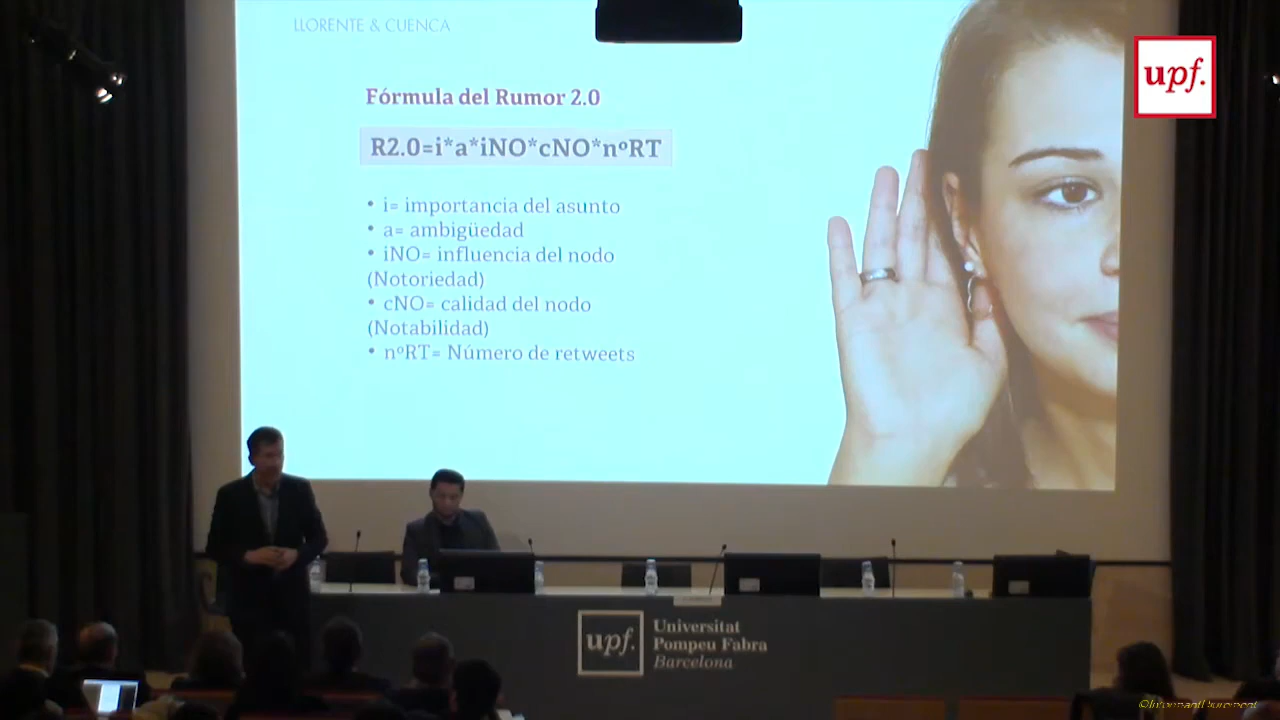 LLORENTE & CUENCA
upf.
Fórmula del Rumor 2.0
R2.0=i*a*iNO*cNO*nºRT
• i= importancia del asunto
• a= ambigüedad
• iNO= influencia del nodo
(Notoriedad)
• cNO= calidad del nodo
(Notabilidad)
• nºRT= Número de retweets
upf.
Universitat
Pompeu Fabra
Barcelona